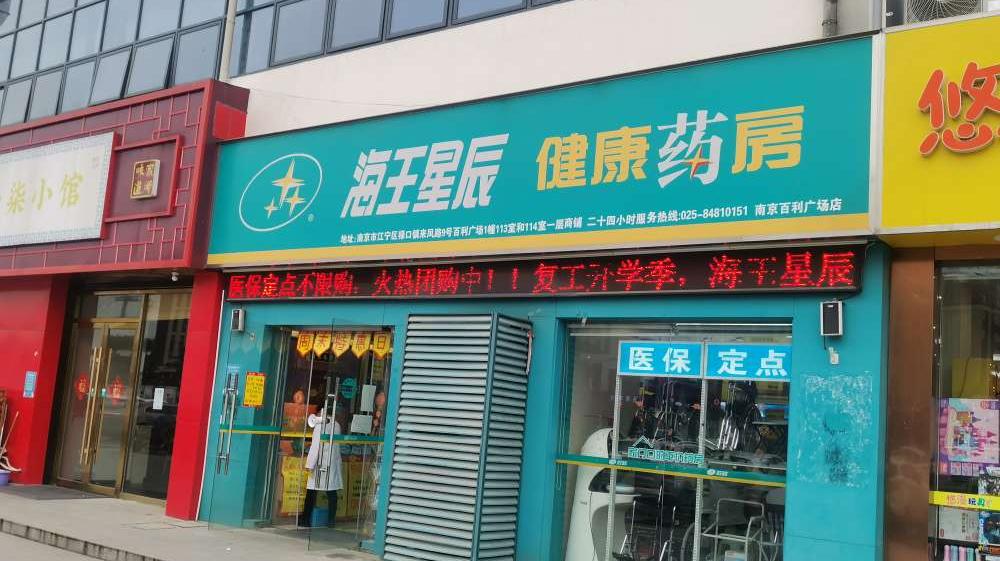 柒小馆
海王星辰 健康药房
地址:南京市江宁区禄口镇来凤路9号百利广场1幢113室和114室一层商铺 二十四小时服务热线:025-84810151 南京百利广场店
医保定点不限购,火热团购中!!复工开学季,海王星辰
医保 定点
悠